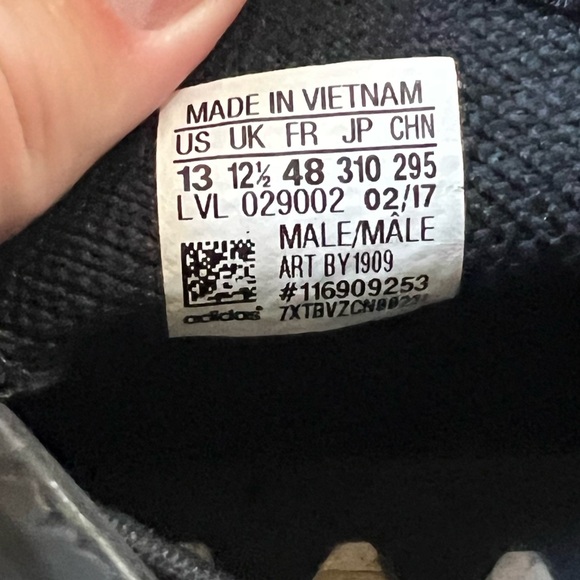 MADE IN VIETNAM
US UK FR JP CHN
13 12½ 48 310 295
LVL 029002 02/17
MALE/MÂLE
ART BY1909
#116909253
adidas